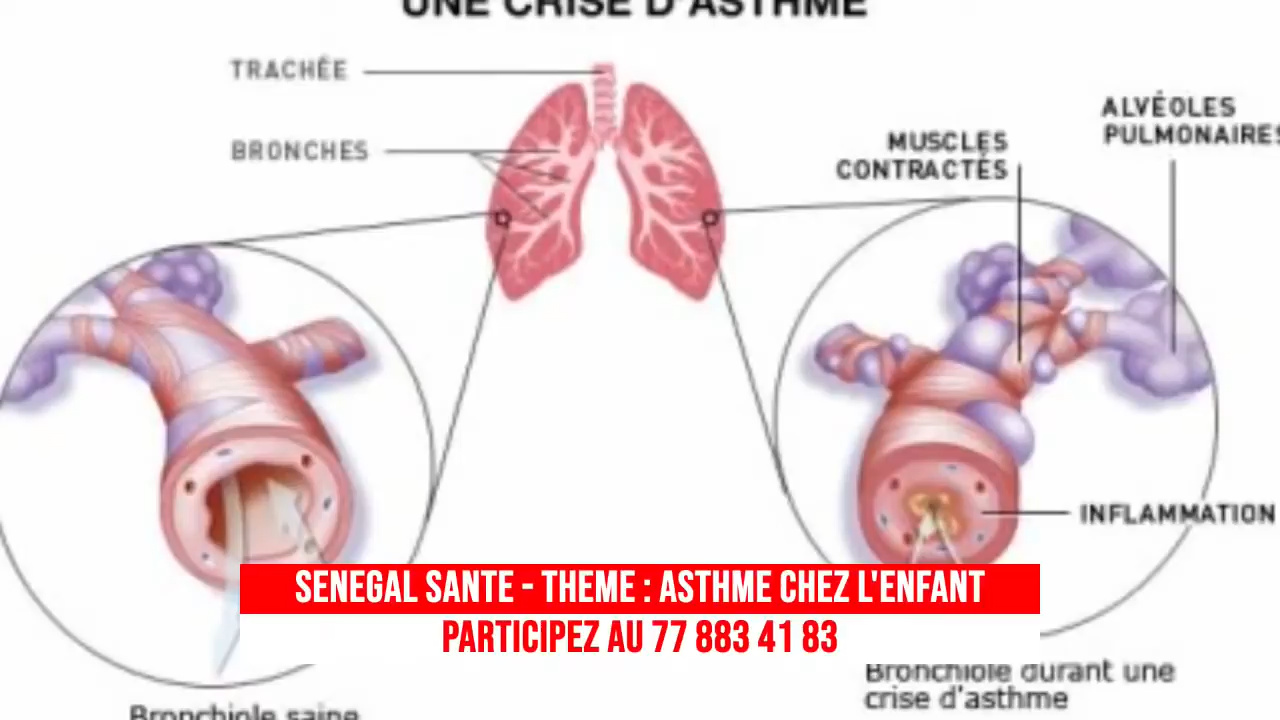 UNE CRISE D'ASTHME
TRACHÉE
BRONCHES
ALVÉOLES
PULMONAIRES
MUSCLES
CONTRACTÉS
INFLAMMATION
SENEGAL SANTE - THEME : ASTHME CHEZ L'ENFANT
PARTICIPEZ AU 77 883 41 83
Bronchiole durant une
crise d'asthme
Bronchiole saine